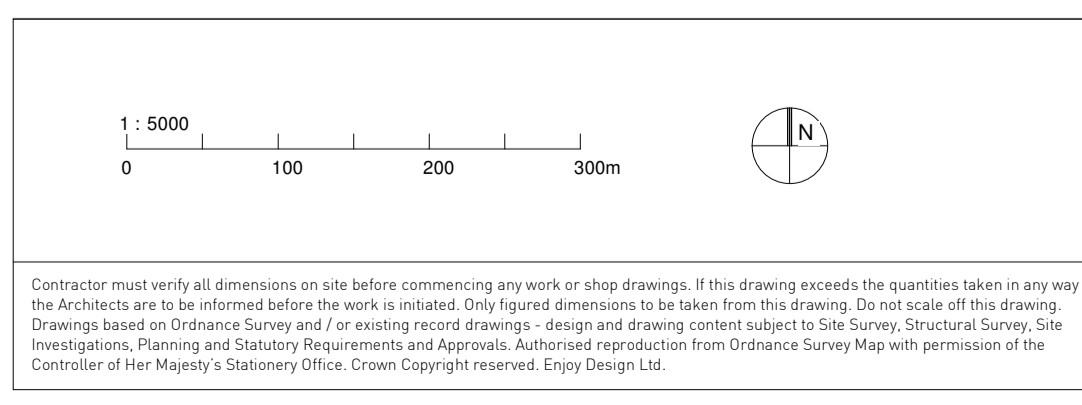 1 : 5000
0 100 200 300m
N
Contractor must verify all dimensions on site before commencing any work or shop drawings. If this drawing exceeds the quantities taken in any way
the Architects are to be informed before the work is initiated. Only figured dimensions to be taken from this drawing. Do not scale off this drawing.
Drawings based on Ordnance Survey and / or existing record drawings - design and drawing content subject to Site Survey, Structural Survey, Site
Investigations, Planning and Statutory Requirements and Approvals. Authorised reproduction from Ordnance Survey Map with permission of the
Controller of Her Majesty's Stationery Office. Crown Copyright reserved. Enjoy Design Ltd.